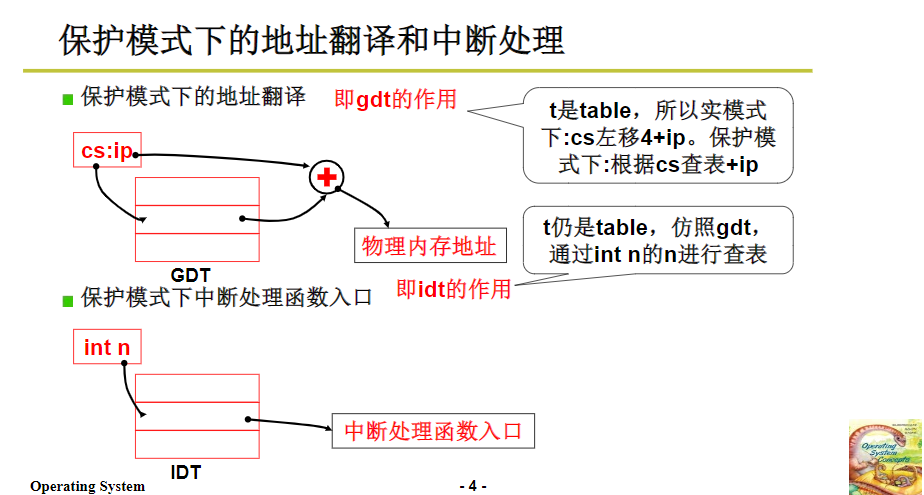 保护模式下的地址翻译和中断处理
保护模式下的地址翻译
即gdt的作用
t是table，所以实模式
下:cs左移4+ip。保护模
式下:根据cs查表+ip
cs:ip
物理内存地址
GDT
t仍是table，仿照gdt，
通过int n的n进行查表
保护模式下中断处理函数入口
即idt的作用
int n
中断处理函数入口
IDT
Operating System
- 4 -
Operating
System
Concepts